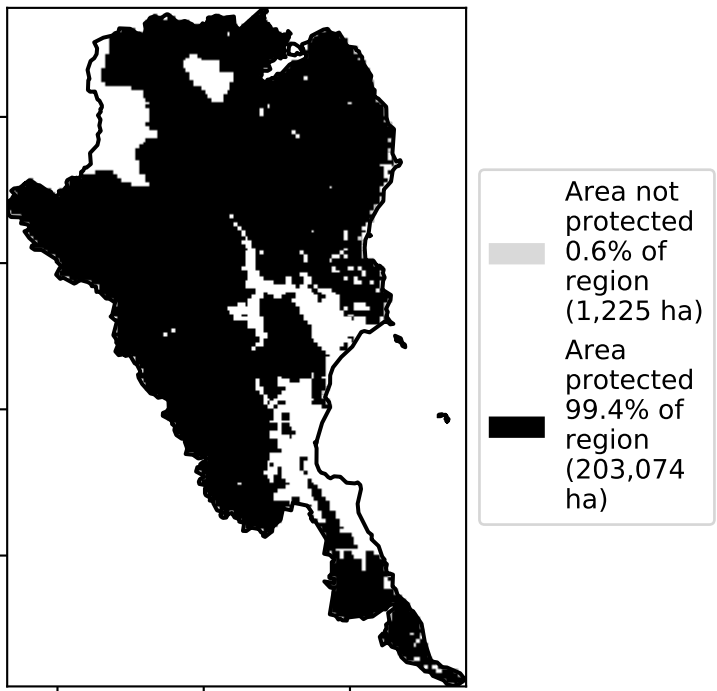 Area not
protected
0.6% of
region
(1,225 ha)
Area
protected
99.4% of
region
(203,074
ha)